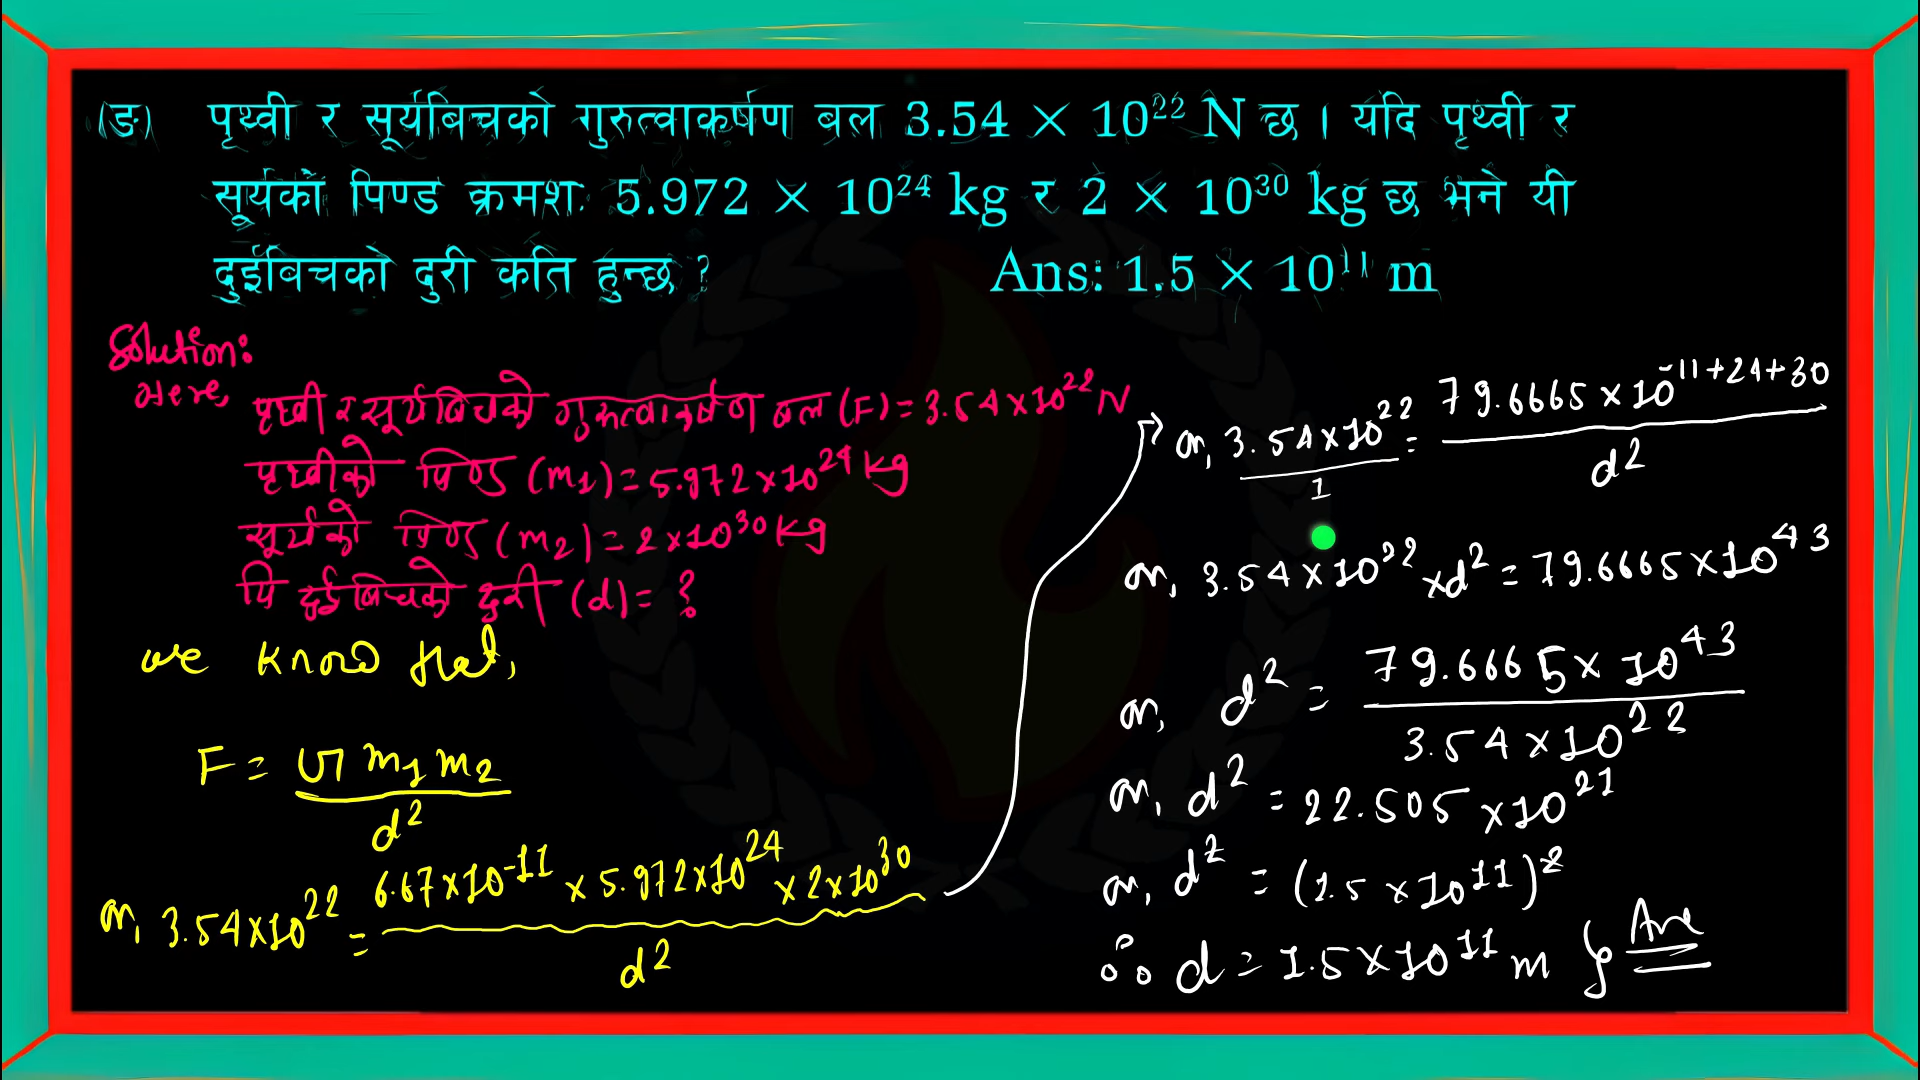 (ङ) पृथ्वी र सूर्यबिचको गुरुत्वाकर्षण बल 3.54 × 10²² N छ । यदि पृथ्वी र
सूर्यको पिण्ड क्रमशः 5.972 × 10²⁴ kg र 2 × 10³⁰ kg छ भने यी
दुईबिचको दुरी कति हुन्छ ? Ans: 1.5 × 10¹¹ m
Solution:
Here,
पृथ्वी र सूर्यबिचको गुरुत्वाकर्षण बल (F) = 3.54×10²² N
पृथ्वीको पिण्ड (m₁) = 5.972×10²⁴ kg
सूर्यको पिण्ड (m₂) = 2×10³⁰ kg
यि दुईबिचको दुरी (d) = ?
we know that,
F = G m₁ m₂ / d²
or, 3.54×10²² = 6.67×10⁻¹¹ × 5.972×10²⁴ × 2×10³⁰ / d²
or, 3.54×10²² / 1 = 79.6665×10⁻¹¹⁺²⁴⁺³⁰ / d²
or, 3.54×10²² × d² = 79.6665×10⁴³
or, d² = 79.6665×10⁴³ / 3.54×10²²
or, d² = 22.505×10²¹
or, d² = (1.5×10¹¹)²
∴ d = 1.5×10¹¹ m Ans